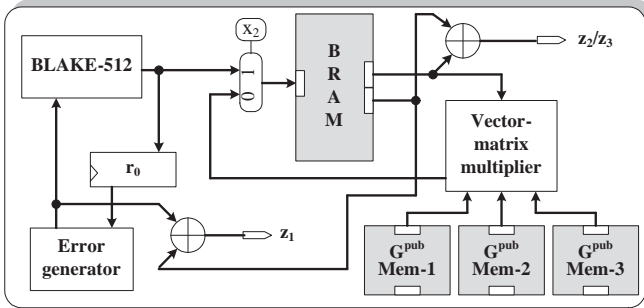 x₂
BLAKE-512
0 1
B
R
A
M
z₂/z₃
Vector-
matrix
multiplier
r₀
z₁
Error
generator
Gᵖᵘᵇ
Mem-1
Gᵖᵘᵇ
Mem-2
Gᵖᵘᵇ
Mem-3